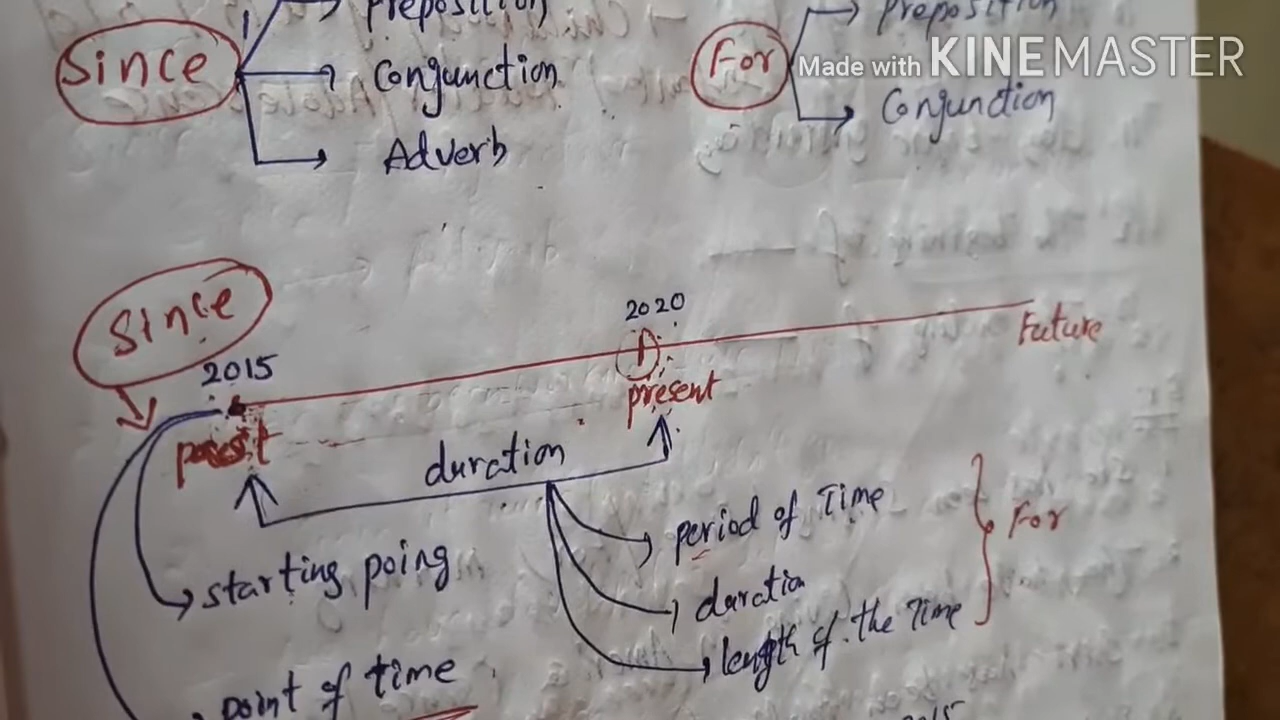 Preposition
Since
Conjunction
Adverb
Preposition
For
Conjunction
Made with KINEMASTER
Since
2015
2020
Future
past
present
duration
starting poing
point of time
period of Time
duration
length of the Time
For
2015